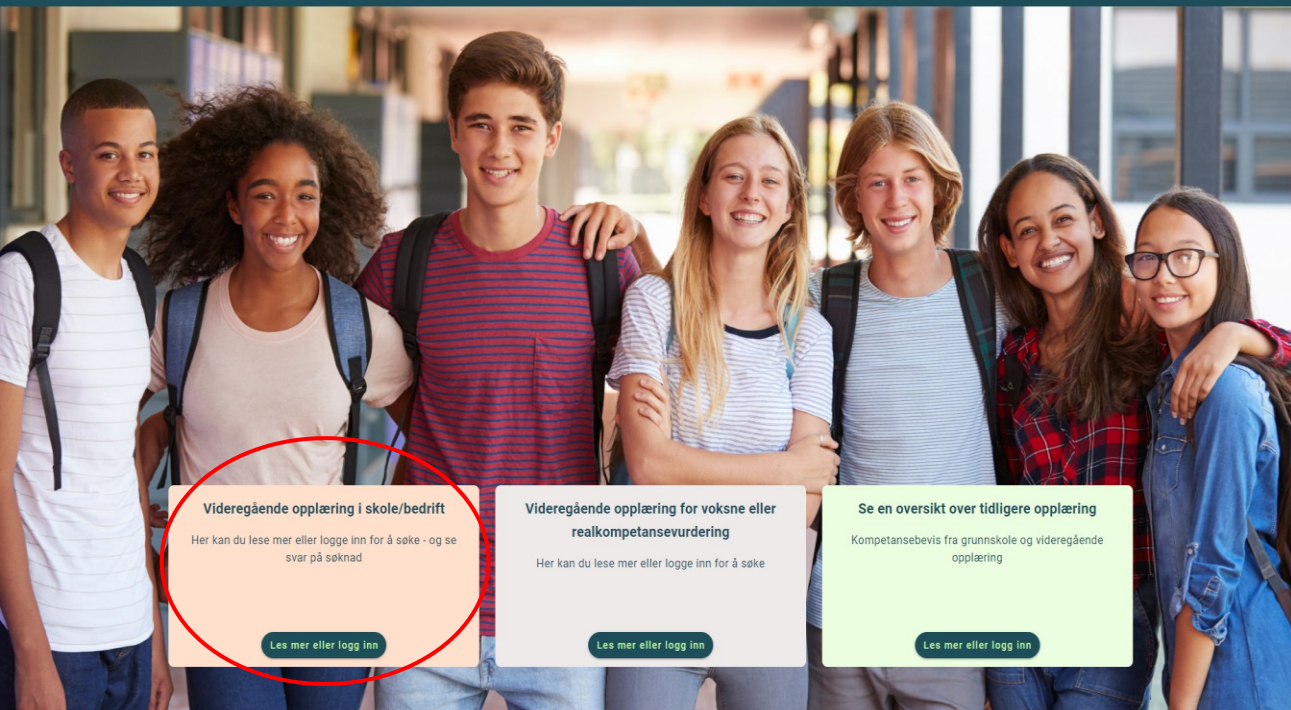 Videregående opplæring i skole/bedrift
Her kan du lese mer eller logge inn for å søke - og se
svar på søknad
Les mer eller logg inn
Videregående opplæring for voksne eller
realkompetansevurdering
Her kan du lese mer eller logge inn for å søke
Les mer eller logg inn
Se en oversikt over tidligere opplæring
Kompetansebevis fra grunnskole og videregående
opplæring
Les mer eller logg inn